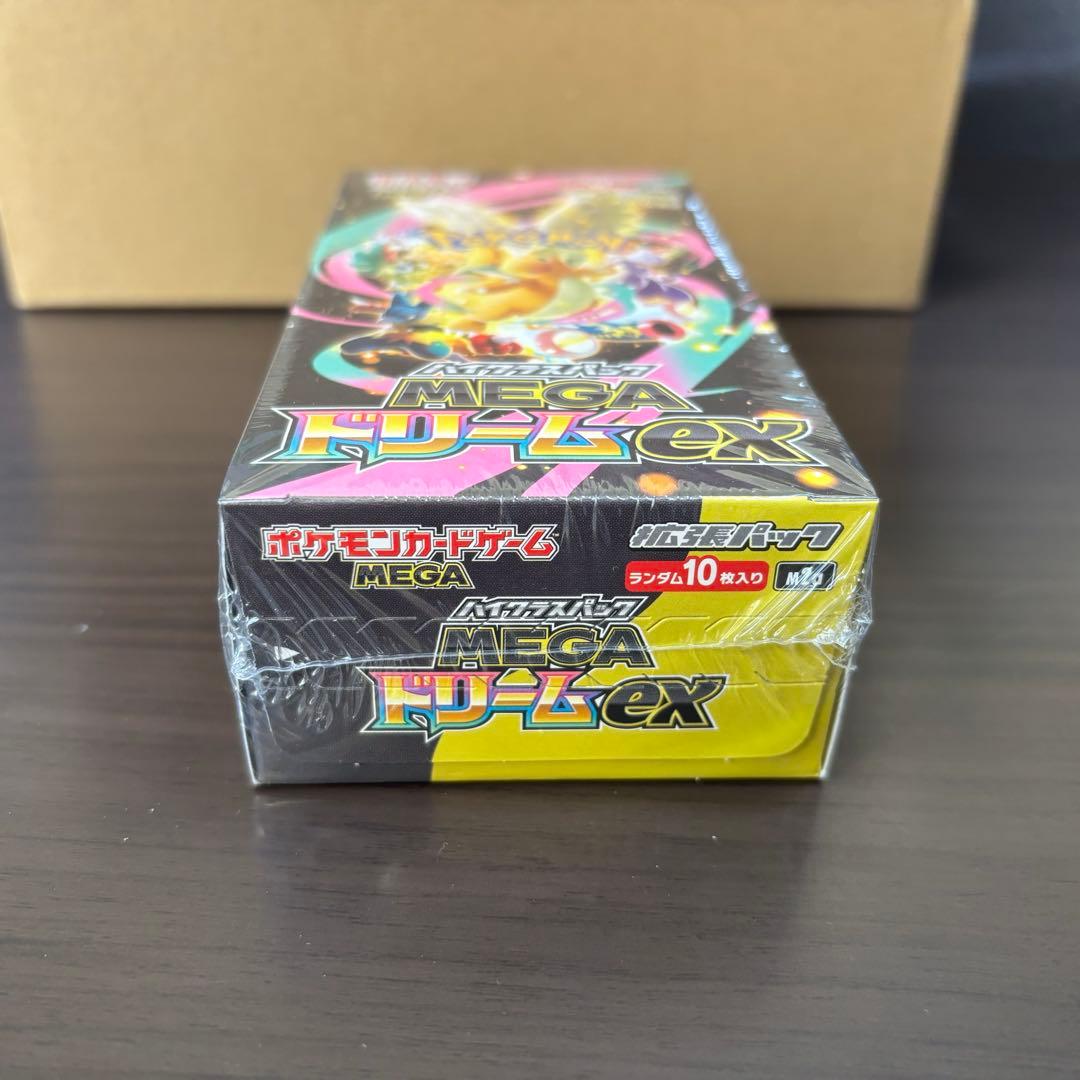 ハイクラスパック
MEGA
ドリームex
ポケモンカードゲーム
MEGA
拡張パック
ランダム10枚入り
M2a
ハイクラスパック
MEGA
ドリームex